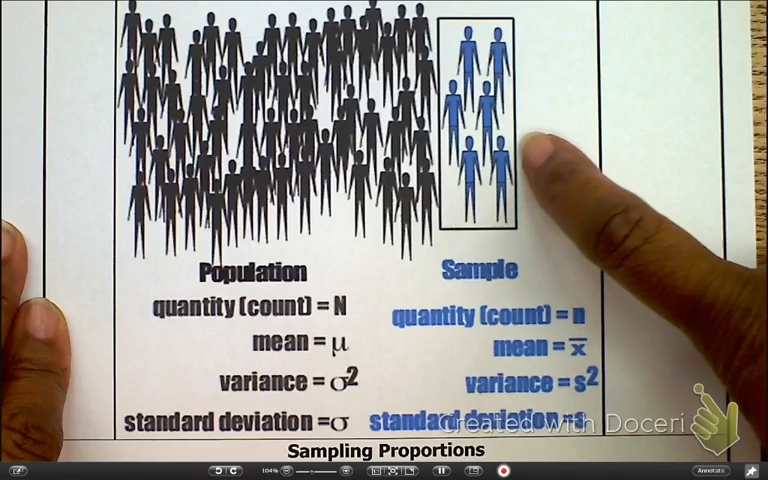 Population
quantity (count) = N
mean = μ
variance = σ²
standard deviation =σ
Sample
quantity (count) = n
mean = x̅
variance = s²
standard deviation =s
Created with Doceri
Sampling Proportions
104%
Annotate